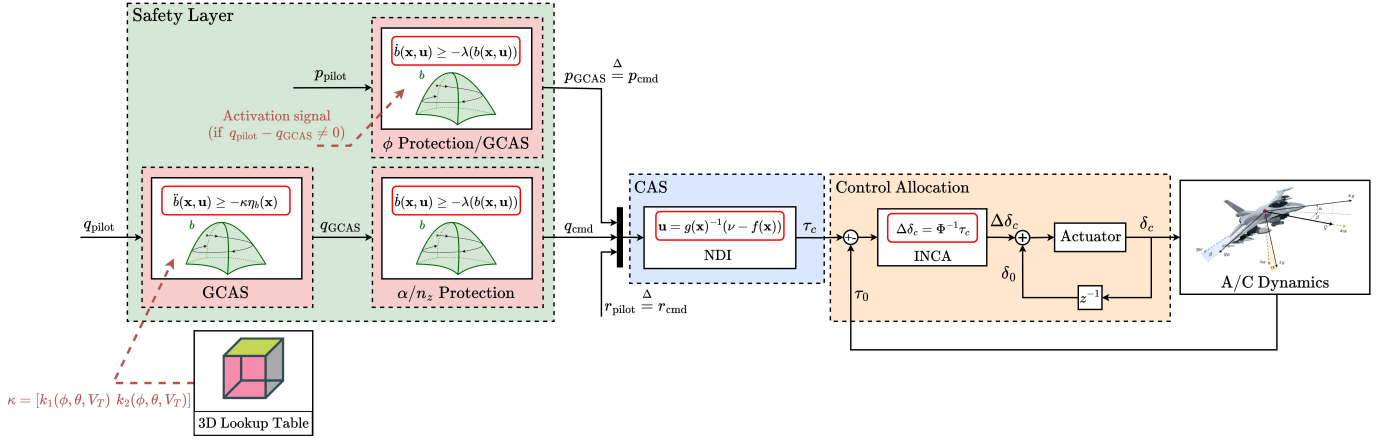 Safety Layer
ḃ(x, u) ≥ −λ(b(x, u))
b
ϕ Protection/GCAS
p_pilot
p_GCAS ≜ p_cmd
Activation signal
(if q_pilot − q_GCAS ≠ 0)
b̈(x, u) ≥ −κη_b(x)
b
GCAS
q_pilot
q_GCAS
ḃ(x, u) ≥ −λ(b(x, u))
b
α/n_z Protection
q_cmd
r_pilot ≜ r_cmd
CAS
u = g(x)⁻¹(ν − f(x))
NDI
τ_c
Control Allocation
+-
Δδ_c = Φ⁻¹τ_c
INCA
Δδ_c
+
Actuator
δ_c
δ_0
z⁻¹
τ_0
A/C Dynamics
κ = [k_1(ϕ, θ, V_T) k_2(ϕ, θ, V_T)]
3D Lookup Table